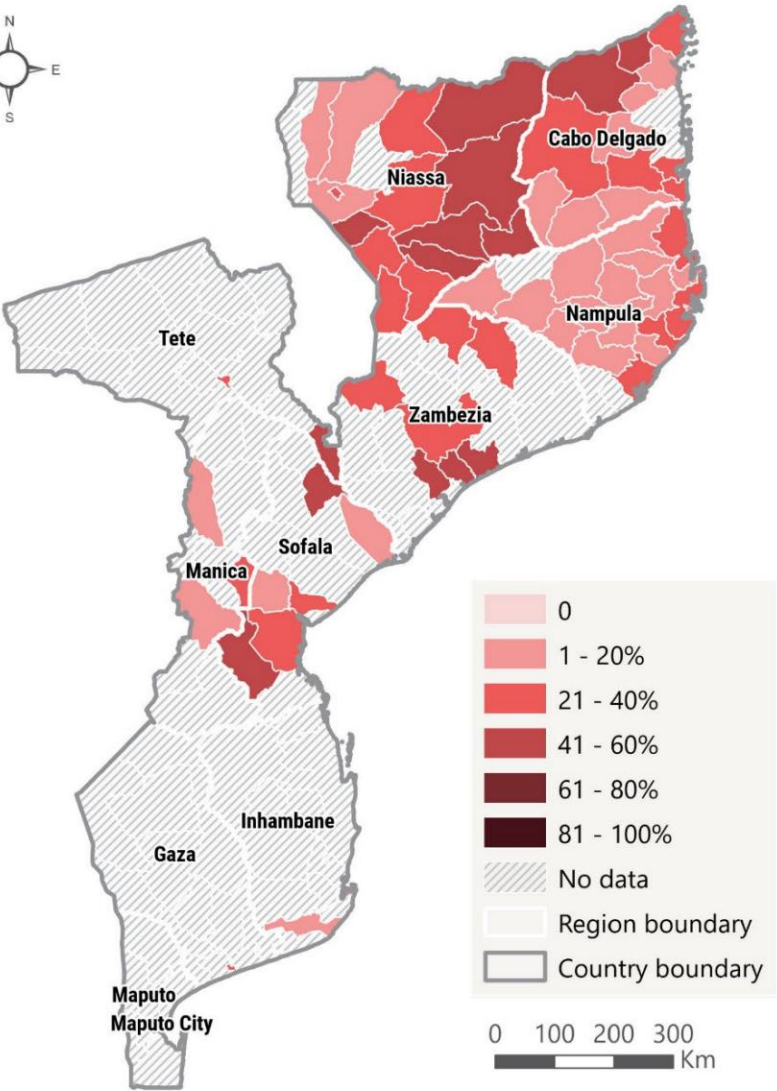 N
E
S
Cabo Delgado
Niassa
Nampula
Tete
Zambezia
Sofala
Manica
Inhambane
Gaza
Maputo
Maputo City
0
1 - 20%
21 - 40%
41 - 60%
61 - 80%
81 - 100%
No data
Region boundary
Country boundary
0 100 200 300
Km